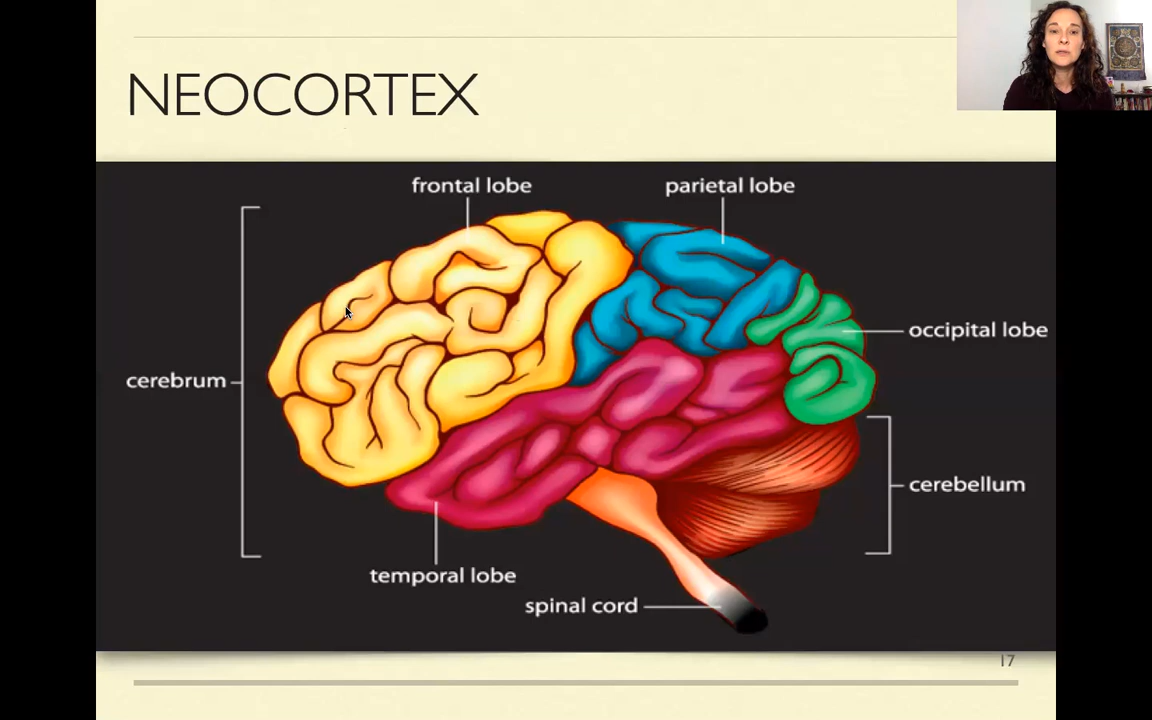 NEOCORTEX
frontal lobe
parietal lobe
occipital lobe
cerebrum
cerebellum
temporal lobe
spinal cord
17